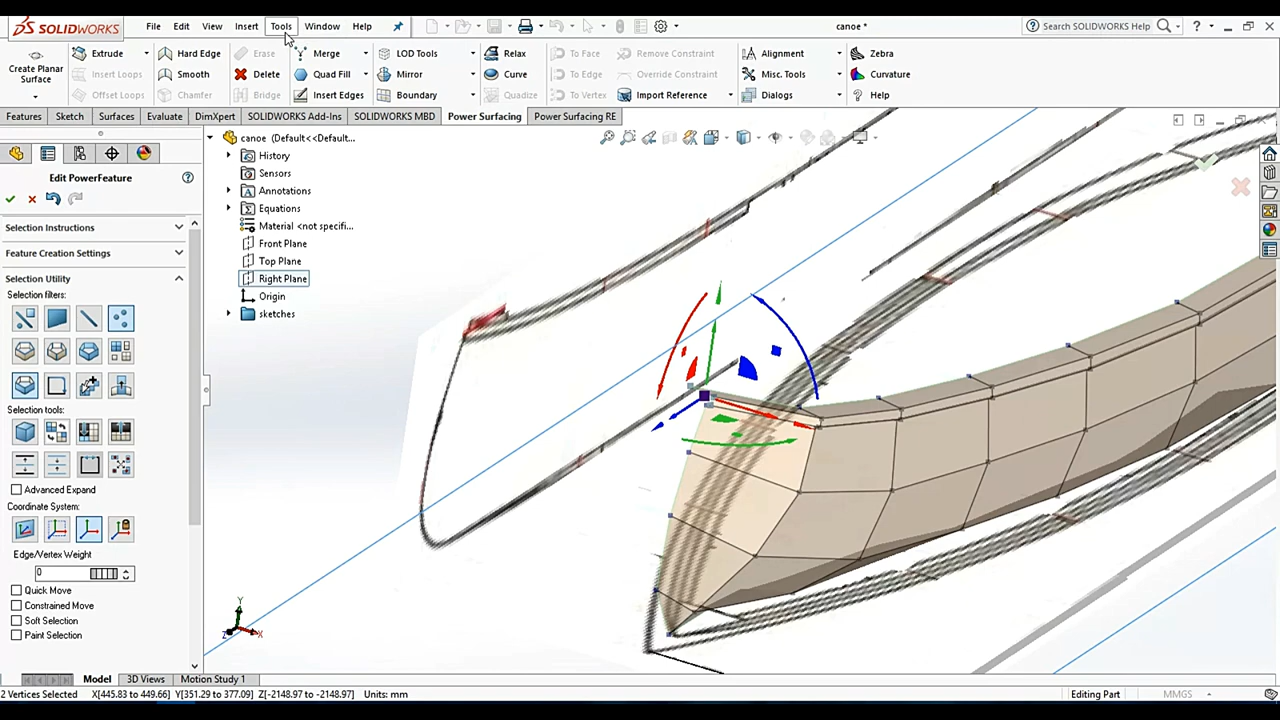 DS SOLIDWORKS File Edit View Insert Tools Window Help canoe * Search SOLIDWORKS Help ?
Create Planar Surface
Extrude Hard Edge Erase Merge LOD Tools Relax To Face Remove Constraint Alignment Zebra
Insert Loops Smooth Delete Quad Fill Mirror Curve To Edge Override Constraint Misc. Tools Curvature
Offset Loops Chamfer Bridge Insert Edges Boundary Quadize To Vertex Import Reference Dialogs Help
Features Sketch Surfaces Evaluate DimXpert SOLIDWORKS Add-Ins SOLIDWORKS MBD Power Surfacing Power Surfacing RE
Edit PowerFeature
Selection Instructions
Feature Creation Settings
Selection Utility
Selection filters:
Selection tools:
Advanced Expand
Coordinate System:
Edge/Vertex Weight
0
Quick Move
Constrained Move
Soft Selection
Paint Selection
canoe (Default<<Default...
History
Sensors
Annotations
Equations
Material <not specifi...
Front Plane
Top Plane
Right Plane
Origin
sketches
Y
Z X
Model 3D Views Motion Study 1
2 Vertices Selected X[445.83 to 449.66] Y[351.29 to 377.09] Z[-2148.97 to -2148.97] Units: mm Editing Part MMGS